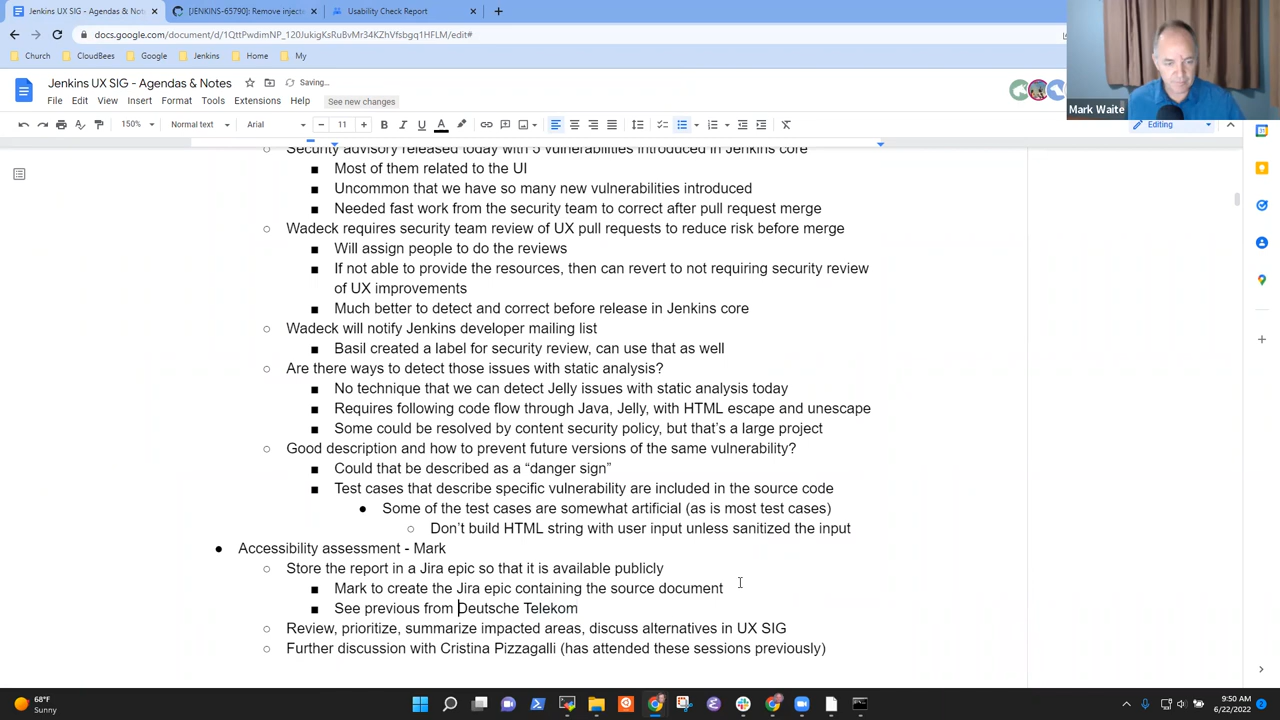 Jenkins UX SIG - Agendas & Notes
[JENKINS-65790]: Remove inject
Usability Check Report
docs.google.com/document/d/1QttPwdimNP_120JukigKsRuBvMr34KZhVfsbgq1HFLM/edit#
Church
CloudBees
Google
Jenkins
My
Mark Waite
Jenkins UX SIG - Agendas & Notes
Saving...
File Edit View Insert Format Tools Extensions Help See new changes
150% Normal text Arial 11 Editing
Security advisory released today with 5 vulnerabilities introduced in Jenkins core
Most of them related to the UI
Uncommon that we have so many new vulnerabilities introduced
Needed fast work from the security team to correct after pull request merge
Wadeck requires security team review of UX pull requests to reduce risk before merge
Will assign people to do the reviews
If not able to provide the resources, then can revert to not requiring security review
of UX improvements
Much better to detect and correct before release in Jenkins core
Wadeck will notify Jenkins developer mailing list
Basil created a label for security review, can use that as well
Are there ways to detect those issues with static analysis?
No technique that we can detect Jelly issues with static analysis today
Requires following code flow through Java, Jelly, with HTML escape and unescape
Some could be resolved by content security policy, but that's a large project
Good description and how to prevent future versions of the same vulnerability?
Could that be described as a “danger sign”
Test cases that describe specific vulnerability are included in the source code
Some of the test cases are somewhat artificial (as is most test cases)
Don't build HTML string with user input unless sanitized the input
Accessibility assessment - Mark
Store the report in a Jira epic so that it is available publicly
Mark to create the Jira epic containing the source document
See previous from Deutsche Telekom
Review, prioritize, summarize impacted areas, discuss alternatives in UX SIG
Further discussion with Cristina Pizzagalli (has attended these sessions previously)
68°F
Sunny
9:50 AM
6/22/2022